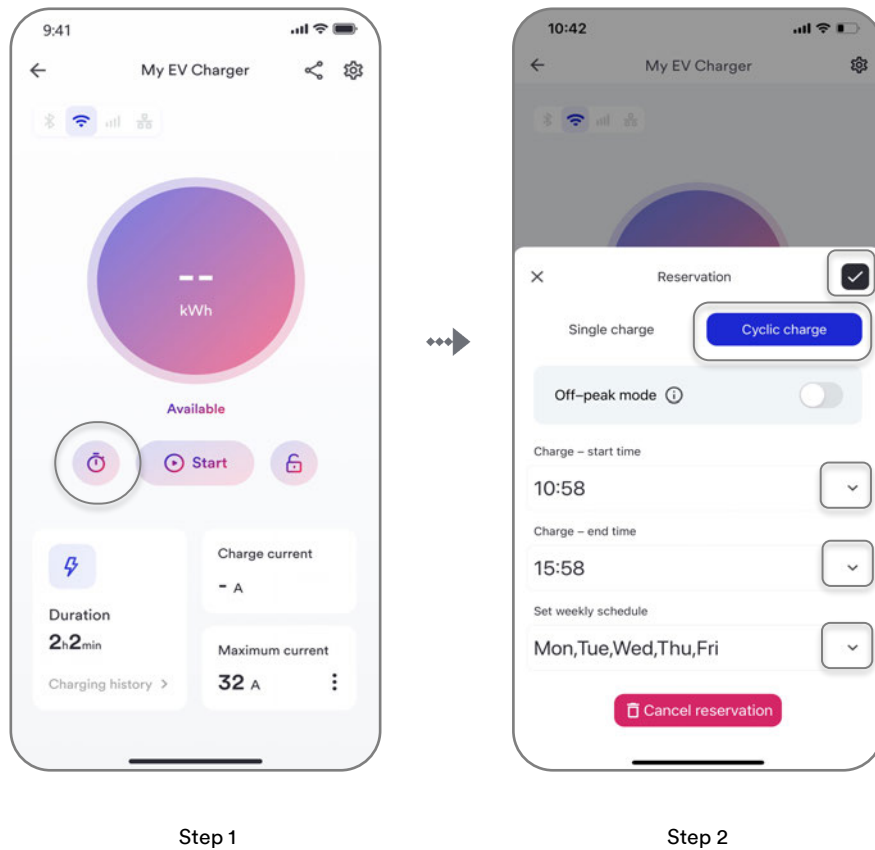 9:41
My EV Charger
--
kWh
Available
Start
Duration
2h2min
Charging history >
Charge current
- A
Maximum current
32 A
Step 1
10:42
My EV Charger
Reservation
Single charge
Cyclic charge
Off-peak mode
Charge – start time
10:58
Charge – end time
15:58
Set weekly schedule
Mon,Tue,Wed,Thu,Fri
Cancel reservation
Step 2